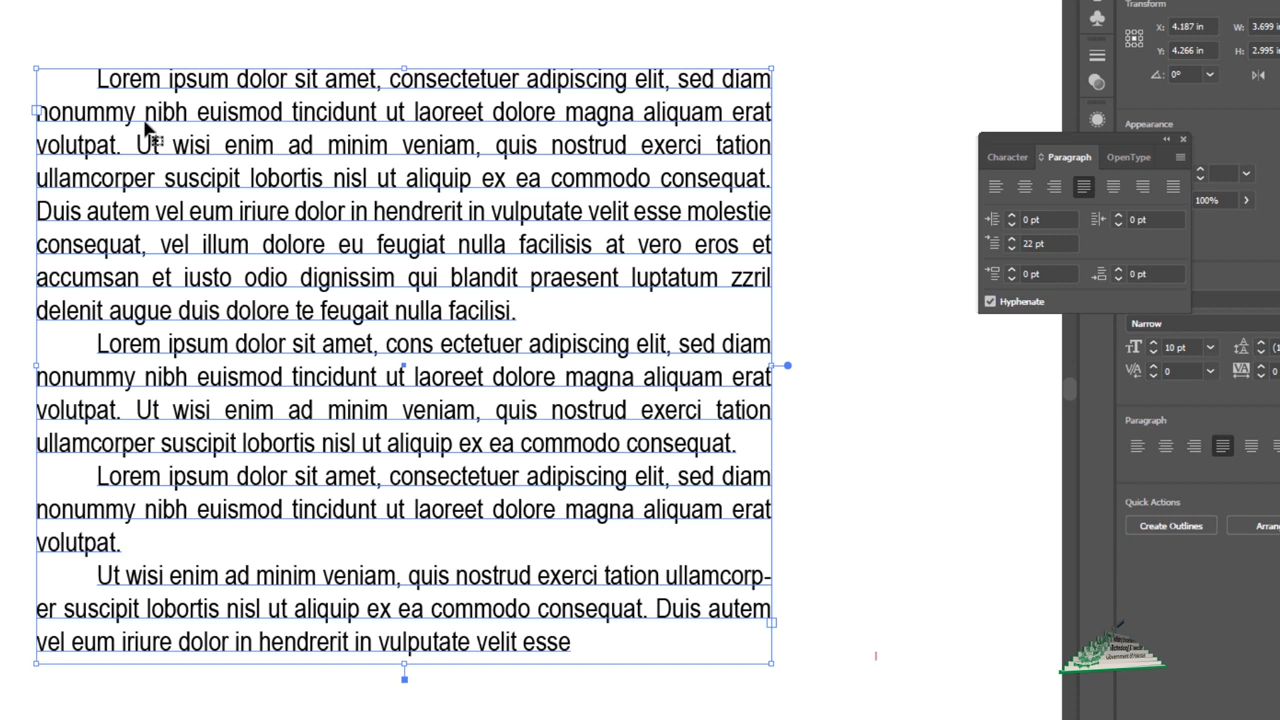 Transform
X: 4.187 in W: 3.699 in
Y: 4.266 in H: 2.995 in
0°
Appearance
100%
Character Paragraph OpenType
0 pt 0 pt
22 pt
0 pt 0 pt
Hyphenate
Narrow
10 pt
0 0
Paragraph
Quick Actions
Create Outlines Arran
Lorem ipsum dolor sit amet, consectetuer adipiscing elit, sed diam
nonummy nibh euismod tincidunt ut laoreet dolore magna aliquam erat
volutpat. Ut wisi enim ad minim veniam, quis nostrud exerci tation
ullamcorper suscipit lobortis nisl ut aliquip ex ea commodo consequat.
Duis autem vel eum iriure dolor in hendrerit in vulputate velit esse molestie
consequat, vel illum dolore eu feugiat nulla facilisis at vero eros et
accumsan et iusto odio dignissim qui blandit praesent luptatum zzril
delenit augue duis dolore te feugait nulla facilisi.
Lorem ipsum dolor sit amet, cons ectetuer adipiscing elit, sed diam
nonummy nibh euismod tincidunt ut laoreet dolore magna aliquam erat
volutpat. Ut wisi enim ad minim veniam, quis nostrud exerci tation
ullamcorper suscipit lobortis nisl ut aliquip ex ea commodo consequat.
Lorem ipsum dolor sit amet, consectetuer adipiscing elit, sed diam
nonummy nibh euismod tincidunt ut laoreet dolore magna aliquam erat
volutpat.
Ut wisi enim ad minim veniam, quis nostrud exerci tation ullamcorp-
er suscipit lobortis nisl ut aliquip ex ea commodo consequat. Duis autem
vel eum iriure dolor in hendrerit in vulputate velit esse